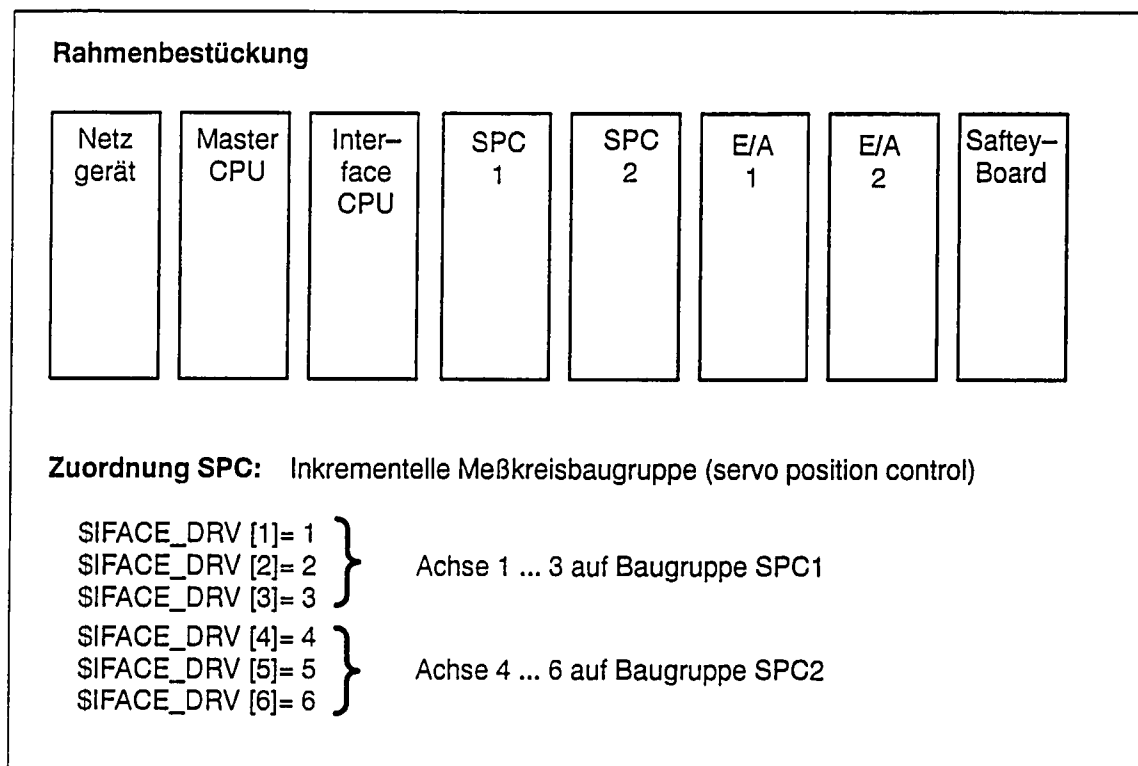 Rahmenbestückung
Netz
gerät
Master
CPU
Inter–
face
CPU
SPC
1
SPC
2
E/A
1
E/A
2
Saftey–
Board
Zuordnung SPC: Inkrementelle Meßkreisbaugruppe (servo position control)
$IFACE_DRV [1]= 1
$IFACE_DRV [2]= 2
Achse 1 ... 3 auf Baugruppe SPC1
$IFACE_DRV [3]= 3
$IFACE_DRV [4]= 4
$IFACE_DRV [5]= 5
Achse 4 ... 6 auf Baugruppe SPC2
$IFACE_DRV [6]= 6